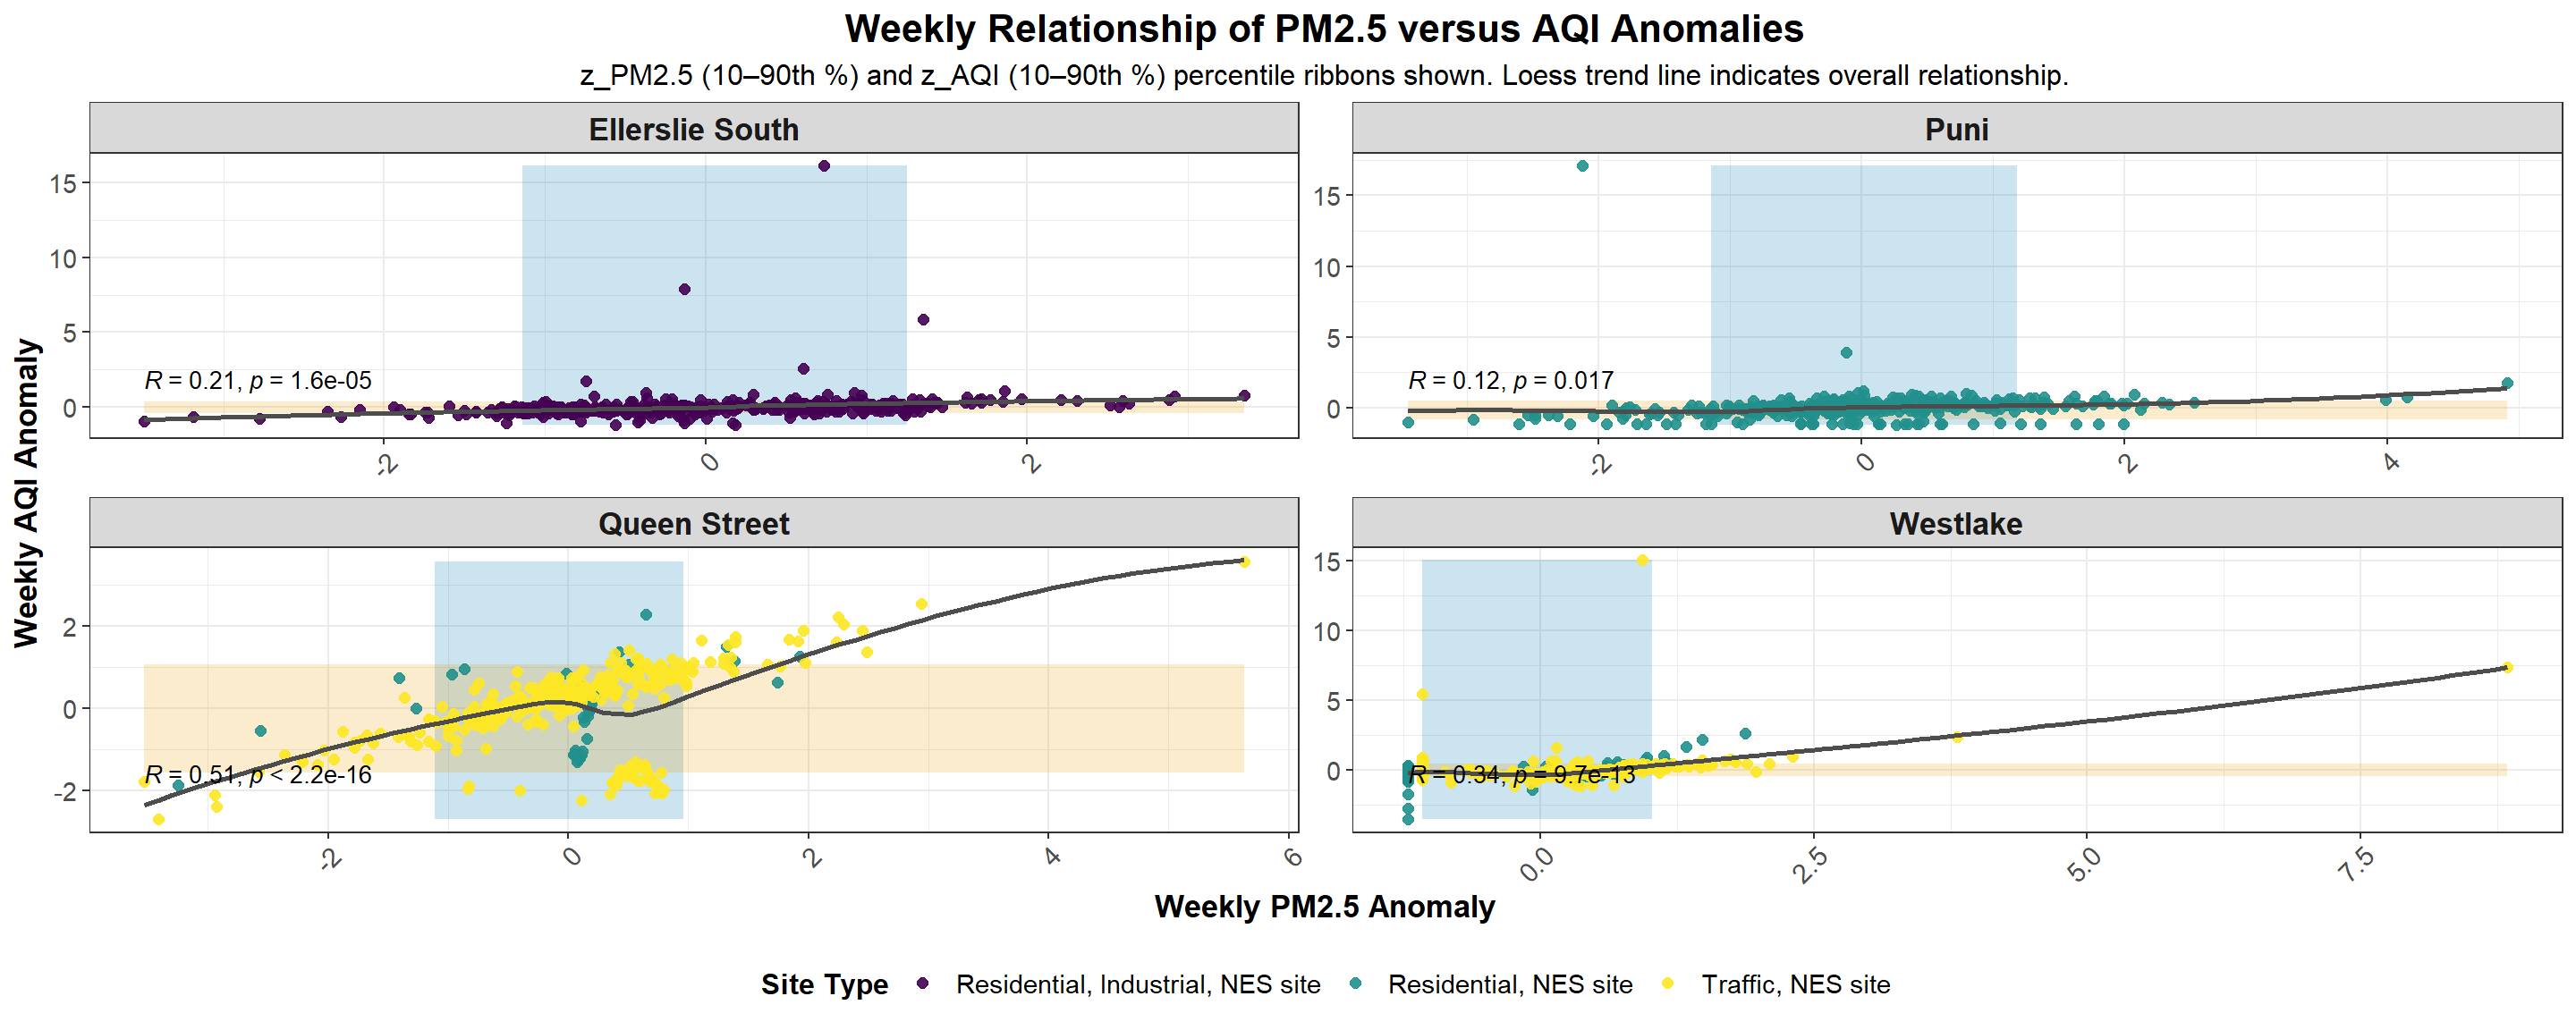 Weekly Relationship of PM2.5 versus AQI Anomalies
z_PM2.5 (10–90th %) and z_AQI (10–90th %) percentile ribbons shown. Loess trend line indicates overall relationship.
Weekly AQI Anomaly
Ellerslie South
15
10
5
0
R = 0.21, p = 1.6e-05
-2
0
2
Puni
15
10
5
0
R = 0.12, p = 0.017
-2
0
2
4
Queen Street
2
0
-2
R = 0.51, p < 2.2e-16
-2
0
2
4
6
Westlake
15
10
5
0
R = 0.34, p = 9.7e-13
0.0
2.5
5.0
7.5
Weekly PM2.5 Anomaly
Site Type
Residential, Industrial, NES site
Residential, NES site
Traffic, NES site